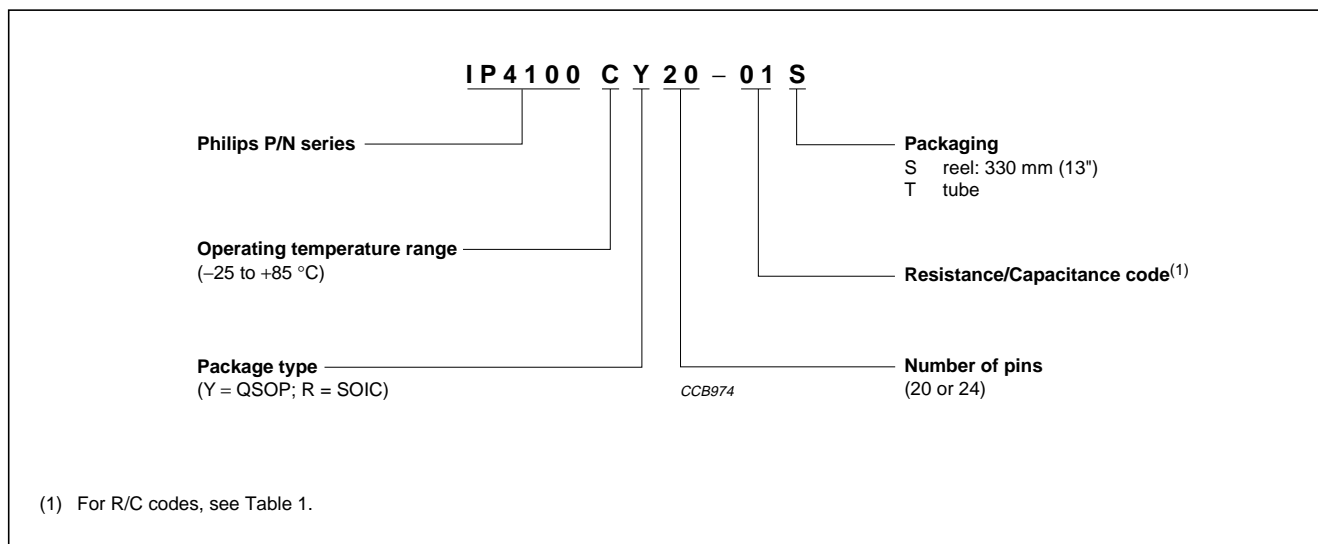 IP4100 C Y 20 – 01 S
Philips P/N series
Packaging
S reel: 330 mm (13")
T tube
Operating temperature range
(−25 to +85 °C)
Resistance/Capacitance code(1)
Package type
(Y = QSOP; R = SOIC)
CCB974
Number of pins
(20 or 24)
(1) For R/C codes, see Table 1.